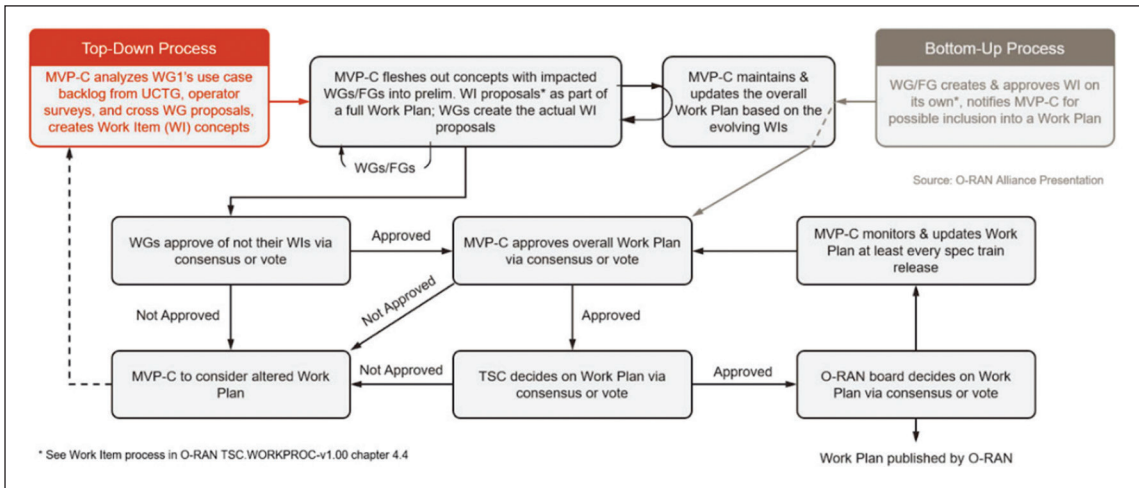 Top-Down Process
MVP-C analyzes WG1's use case
backlog from UCTG, operator
surveys, and cross WG proposals,
creates Work Item (WI) concepts
MVP-C fleshes out concepts with impacted
WGs/FGs into prelim. WI proposals* as part
of a full Work Plan; WGs create the actual WI
proposals
WGs/FGs
MVP-C maintains &
updates the overall
Work Plan based on the
evolving WIs
Bottom-Up Process
WG/FG creates & approves WI on
its own*, notifies MVP-C for
possible inclusion into a Work Plan
Source: O-RAN Alliance Presentation
WGs approve of not their WIs via
consensus or vote
Approved
MVP-C approves overall Work Plan
via consensus or vote
MVP-C monitors & updates Work
Plan at least every spec train
release
Not Approved
Not Approved
Approved
MVP-C to consider altered Work
Plan
Not Approved
TSC decides on Work Plan via
consensus or vote
Approved
O-RAN board decides on Work
Plan via consensus or vote
* See Work Item process in O-RAN TSC.WORKPROC-v1.00 chapter 4.4
Work Plan published by O-RAN